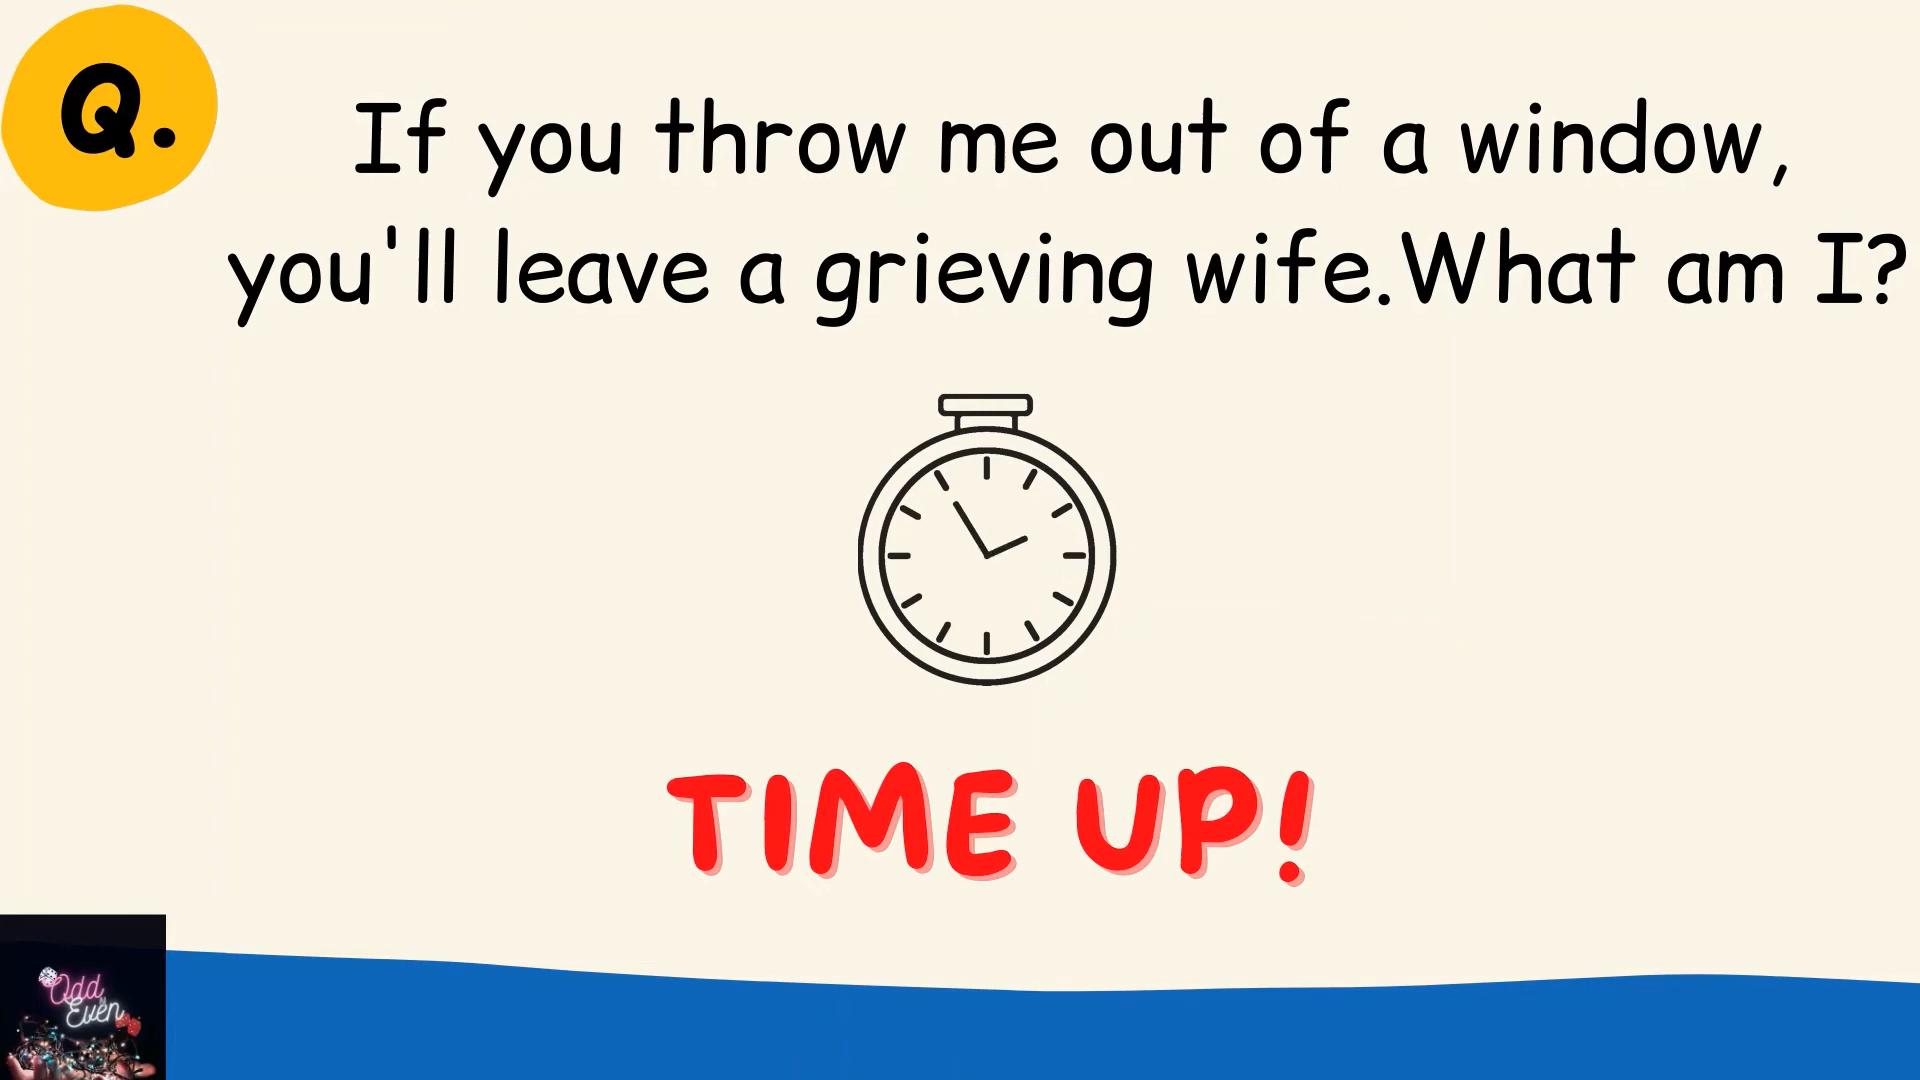 Q.
If you throw me out of a window,
you'll leave a grieving wife.What am I?
TIME UP!
Odd
N
Even